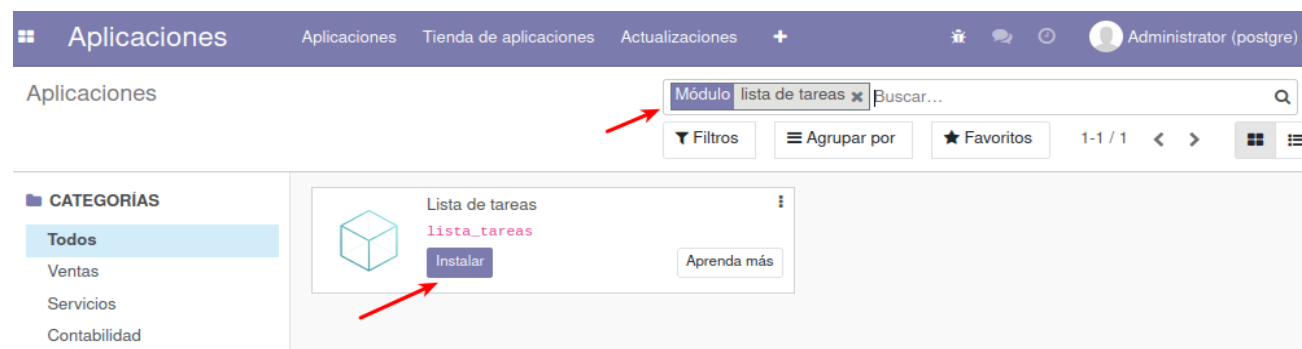 Aplicaciones Aplicaciones Tienda de aplicaciones Actualizaciones + Administrator (postgre)
Aplicaciones Módulo lista de tareas × Buscar...
Filtros Agrupar por Favoritos 1-1 / 1
CATEGORÍAS
Todos
Ventas
Servicios
Contabilidad
Lista de tareas
lista_tareas
Instalar Aprenda más